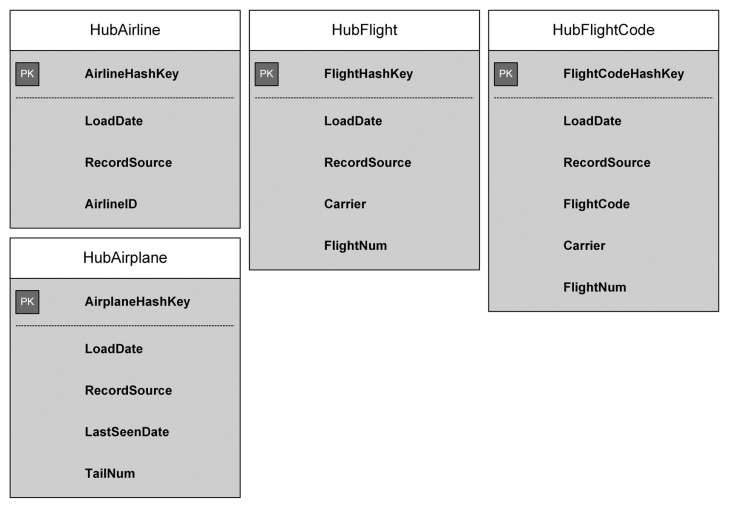 HubAirline
PK AirlineHashKey
LoadDate
RecordSource
AirlineID
HubFlight
PK FlightHashKey
LoadDate
RecordSource
Carrier
FlightNum
HubFlightCode
PK FlightCodeHashKey
LoadDate
RecordSource
FlightCode
Carrier
FlightNum
HubAirplane
PK AirplaneHashKey
LoadDate
RecordSource
LastSeenDate
TailNum